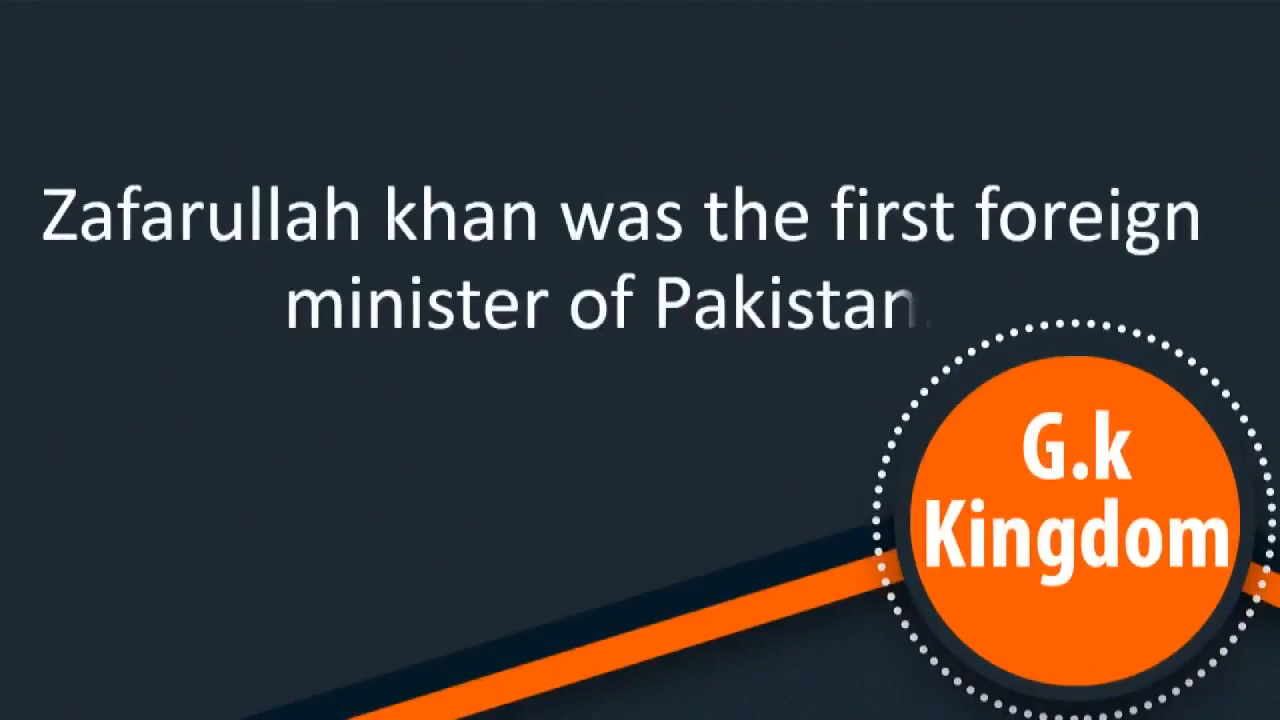 Zafarullah khan was the first foreign
minister of Pakistan.
G.k
Kingdom